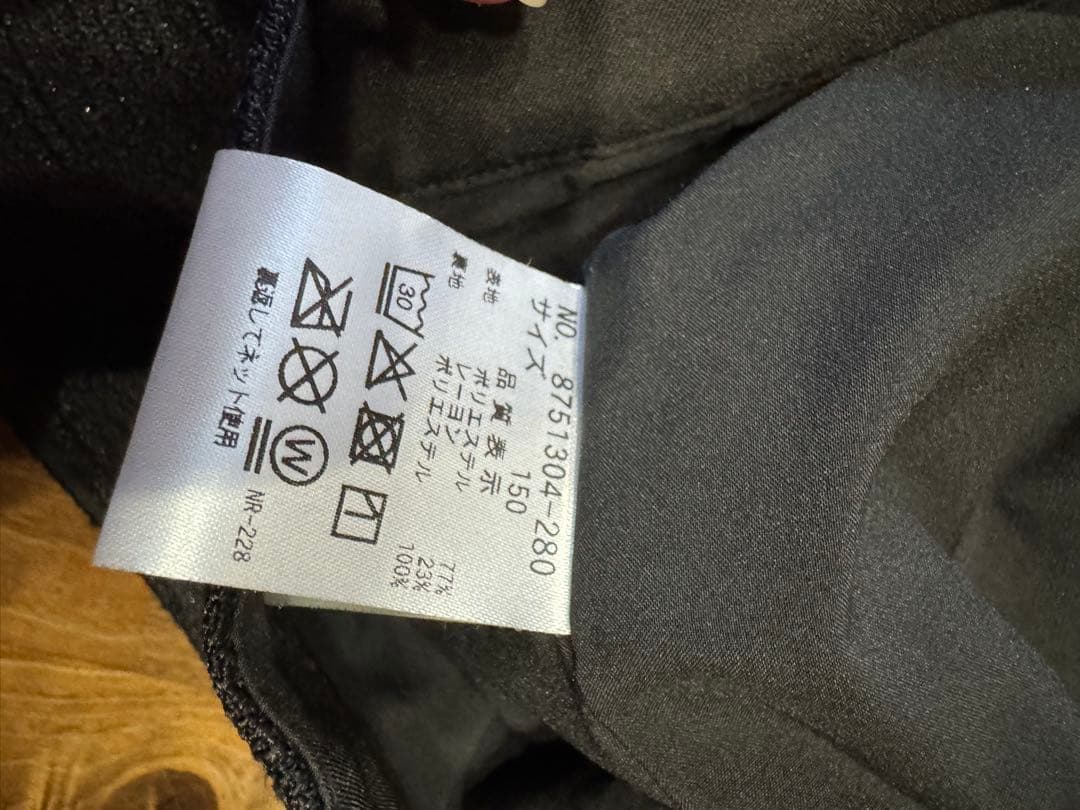 NO. 8751304-280
サイズ 150
品質表示
表地 ポリエステル 77%
レーヨン 23%
裏地 ポリエステル 100%
30
W
裏返してネット使用
NR-228